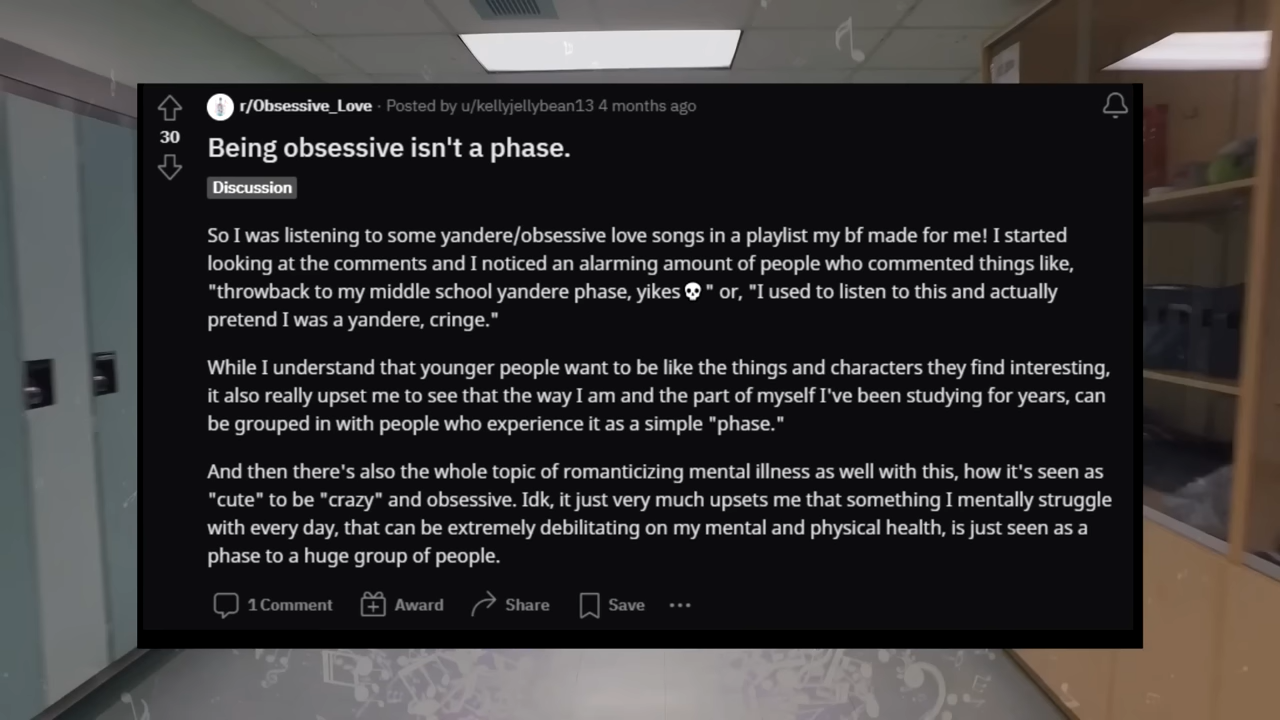 r/Obsessive_Love · Posted by u/kellyjellybean13 4 months ago
30
Being obsessive isn't a phase.
Discussion
So I was listening to some yandere/obsessive love songs in a playlist my bf made for me! I started
looking at the comments and I noticed an alarming amount of people who commented things like,
"throwback to my middle school yandere phase, yikes💀" or, "I used to listen to this and actually
pretend I was a yandere, cringe."
While I understand that younger people want to be like the things and characters they find interesting,
it also really upset me to see that the way I am and the part of myself I've been studying for years, can
be grouped in with people who experience it as a simple "phase."
And then there's also the whole topic of romanticizing mental illness as well with this, how it's seen as
"cute" to be "crazy" and obsessive. Idk, it just very much upsets me that something I mentally struggle
with every day, that can be extremely debilitating on my mental and physical health, is just seen as a
phase to a huge group of people.
1 Comment Award Share Save ...